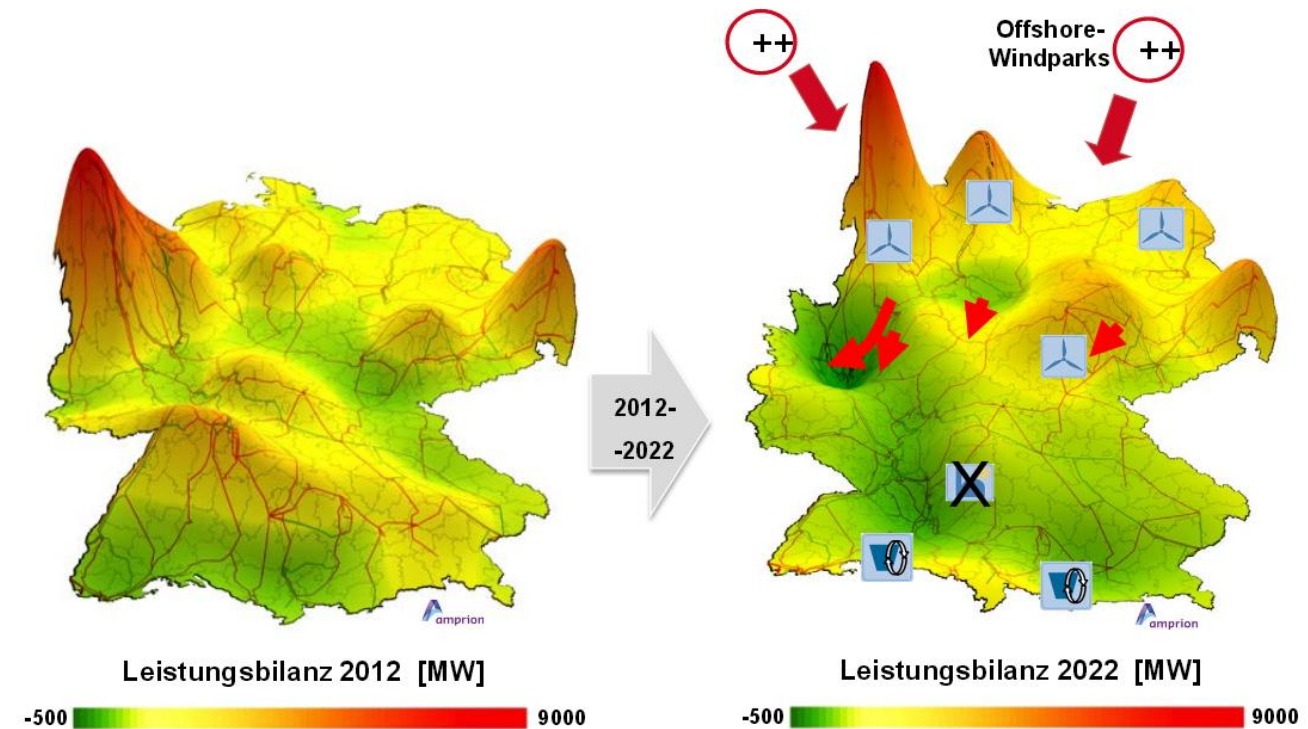 ++
Offshore-
Windparks
++
2012-
-2022
X
amprion
amprion
Leistungsbilanz 2012 [MW]
Leistungsbilanz 2022 [MW]
-500
9000
-500
9000